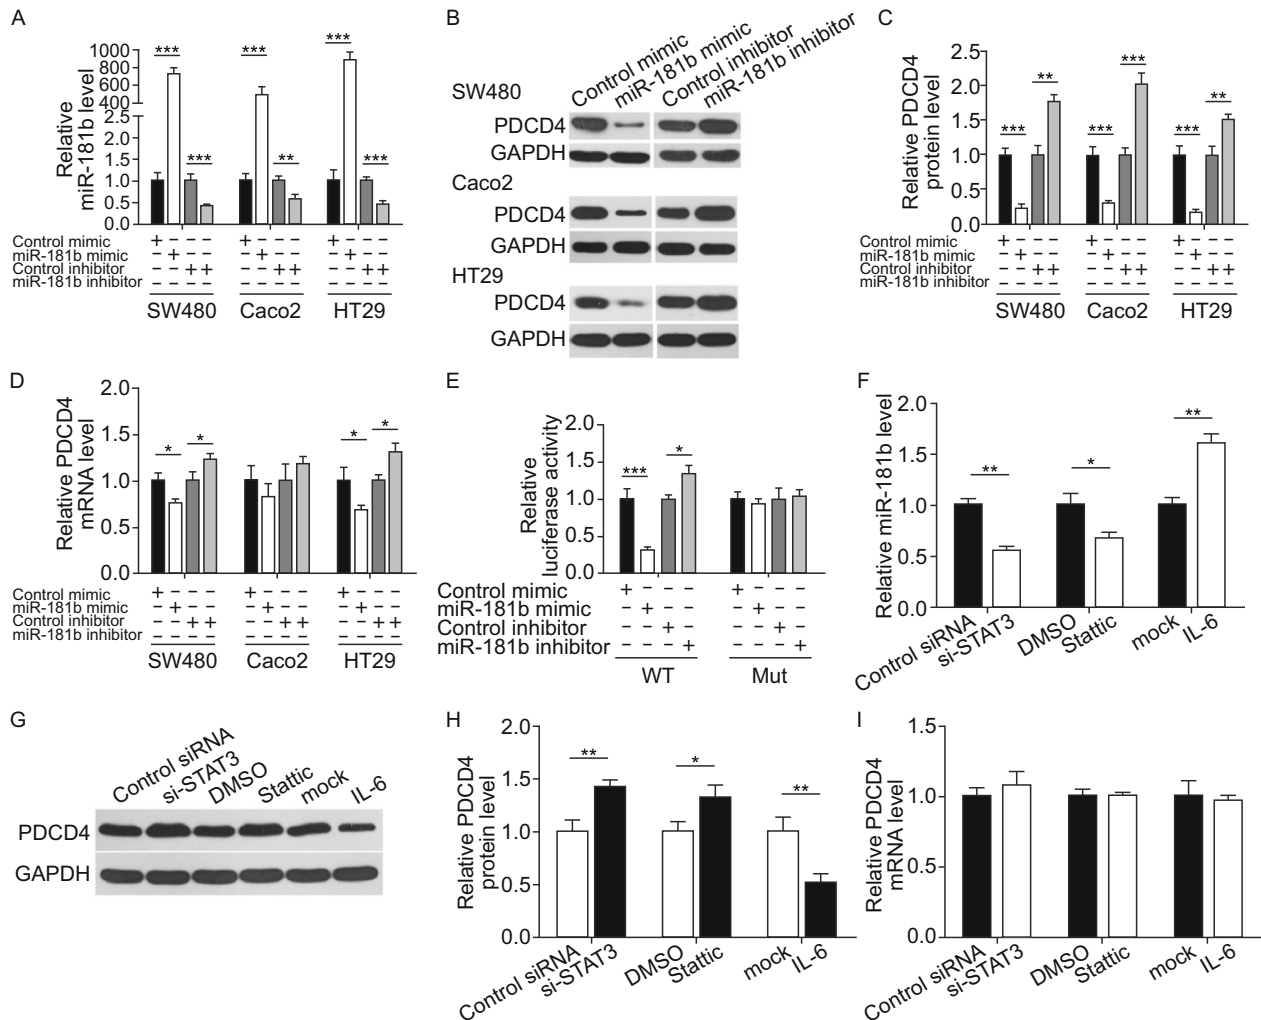 A
Relative
miR-181b level
1000
800
600
400
2.5
2.0
1.5
1.0
0.5
0.0
*** *** ***
*** ** ***
Control mimic + – – – + – – – + – – –
miR-181b mimic – + – – – + – – – + – –
Control inhibitor – – + + – – + + – – + +
miR-181b inhibitor – – – – – – – – – – – –
SW480 Caco2 HT29
B
Control mimic
miR-181b mimic
Control inhibitor
miR-181b inhibitor
SW480
PDCD4
GAPDH
Caco2
PDCD4
GAPDH
HT29
PDCD4
GAPDH
C
Relative PDCD4
protein level
2.5
2.0
1.5
1.0
0.5
0.0
*** ** *** *** *** **
Control mimic + – – – + – – – + – – –
miR-181b mimic – + – – – + – – – + – –
Control inhibitor – – + + – – + + – – + +
miR-181b inhibitor – – – – – – – – – – – –
SW480 Caco2 HT29
D
Relative PDCD4
mRNA level
2.0
1.5
1.0
0.5
0.0
* * * *
Control mimic + – – – + – – – + – – –
miR-181b mimic – + – – – + – – – + – –
Control inhibitor – – + + – – + + – – + +
miR-181b inhibitor – – – – – – – – – – – –
SW480 Caco2 HT29
E
Relative
luciferase activity
2.0
1.5
1.0
0.5
0.0
*** *
Control mimic + – – – + – – –
miR-181b mimic – + – – – + – –
Control inhibitor – – + – – – + –
miR-181b inhibitor – – – + – – – +
WT Mut
F
Relative miR-181b level
2.0
1.5
1.0
0.5
0.0
** * **
Control siRNA
si-STAT3
DMSO
Stattic
mock
IL-6
G
Control siRNA
si-STAT3
DMSO
Stattic
mock
IL-6
PDCD4
GAPDH
H
Relative PDCD4
protein level
2.0
1.5
1.0
0.5
0.0
** * **
Control siRNA
si-STAT3
DMSO
Stattic
mock
IL-6
I
Relative PDCD4
mRNA level
1.5
1.0
0.5
0.0
Control siRNA
si-STAT3
DMSO
Stattic
mock
IL-6